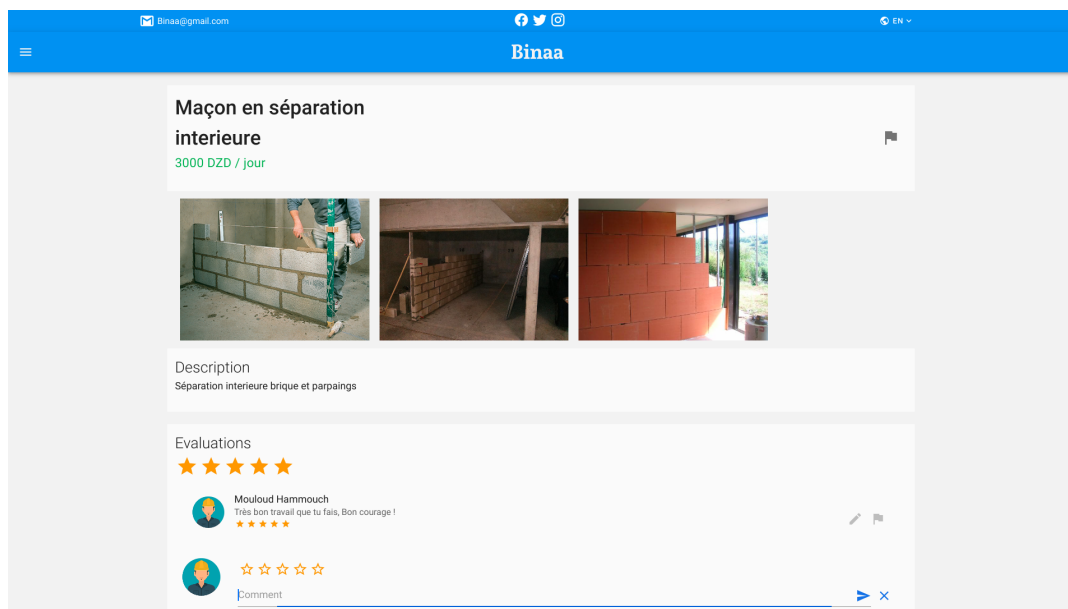 Binaa@gmail.com
EN
Binaa
Maçon en séparation
interieure
3000 DZD / jour
Description
Séparation interieure brique et parpaings
Evaluations
Mouloud Hammouch
Très bon travail que tu fais, Bon courage !
Comment